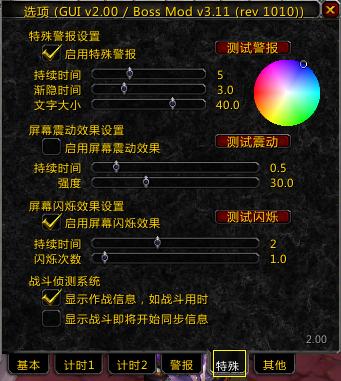 选项 (GUI v2.00 / Boss Mod v3.11 (rev 1010))
特殊警报设置
启用特殊警报
测试警报
持续时间 5
渐隐时间 3.0
文字大小 40.0
屏幕震动效果设置
启用屏幕震动效果
测试震动
持续时间 0.5
强度 30.0
屏幕闪烁效果设置
启用屏幕闪烁效果
测试闪烁
持续时间 2
闪烁次数 1.0
战斗侦测系统
显示作战信息，如战斗用时
显示战斗即将开始同步信息
2.00
基本 计时1 计时2 警报 特殊 其他